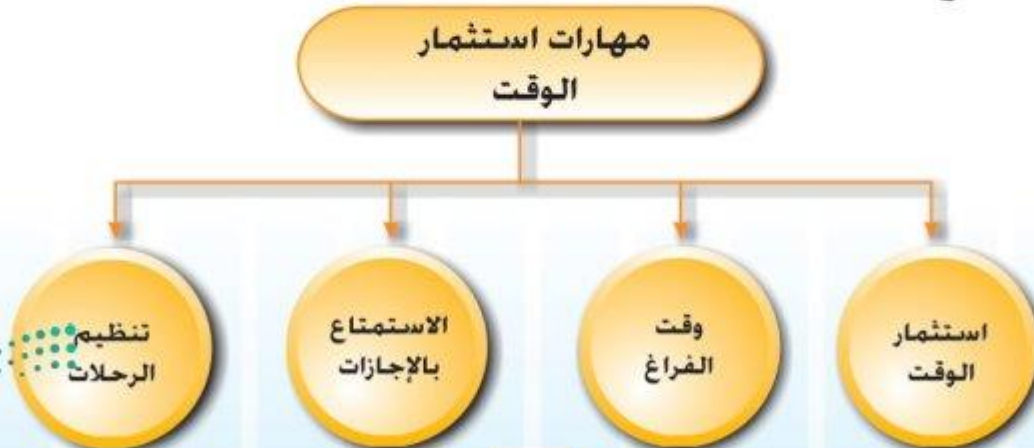 مهارات استثمار
الوقت
استثمار
الوقت
وقت
الفراغ
الاستمتاع
بالإجازات
تنظيم
الرحلات